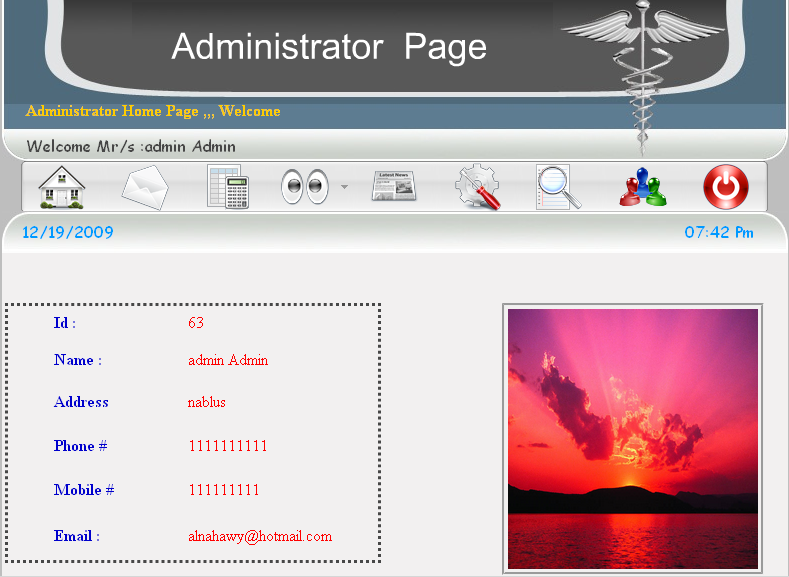 Administrator Page
Administrator Home Page ,,, Welcome
Welcome Mr/s :admin Admin
Latest News
12/19/2009 07:42 Pm
Id : 63
Name : admin Admin
Address nablus
Phone # 1111111111
Mobile # 111111111
Email : alnahawy@hotmail.com